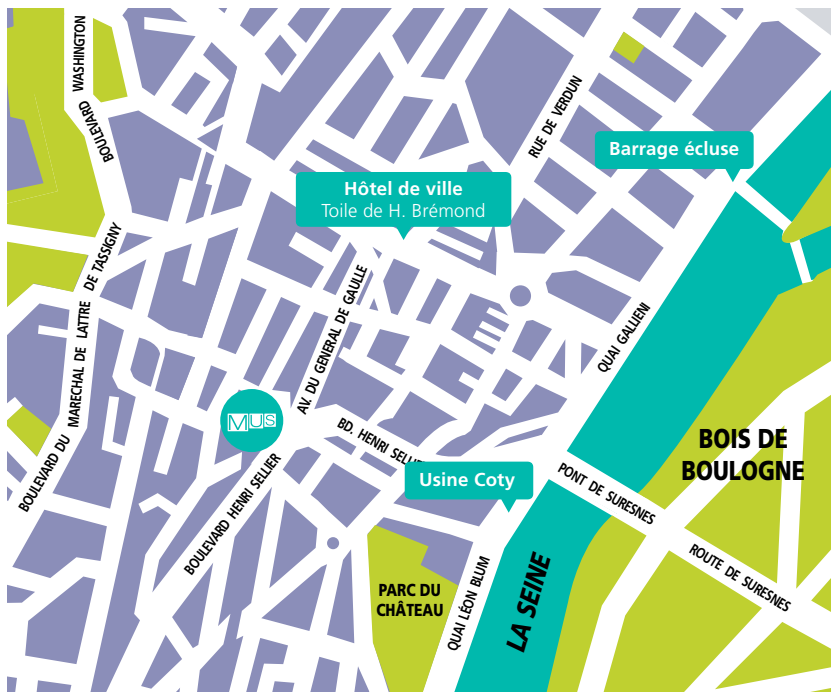 BOULEVARD WASHINGTON
RUE DE VERDUN
Barrage écluse
Hôtel de ville
Toile de H. Brémond
BOULEVARD DU MARECHAL DE LATTRE DE TASSIGNY
AV. DU GENERAL DE GAULLE
QUAI GALLIENI
MUS
BD. HENRI SELLIER
BOIS DE
BOULOGNE
BOULEVARD HENRI SELLIER
Usine Coty
PONT DE SURESNES
ROUTE DE SURESNES
PARC DU
CHÂTEAU
QUAI LÉON BLUM
LA SEINE